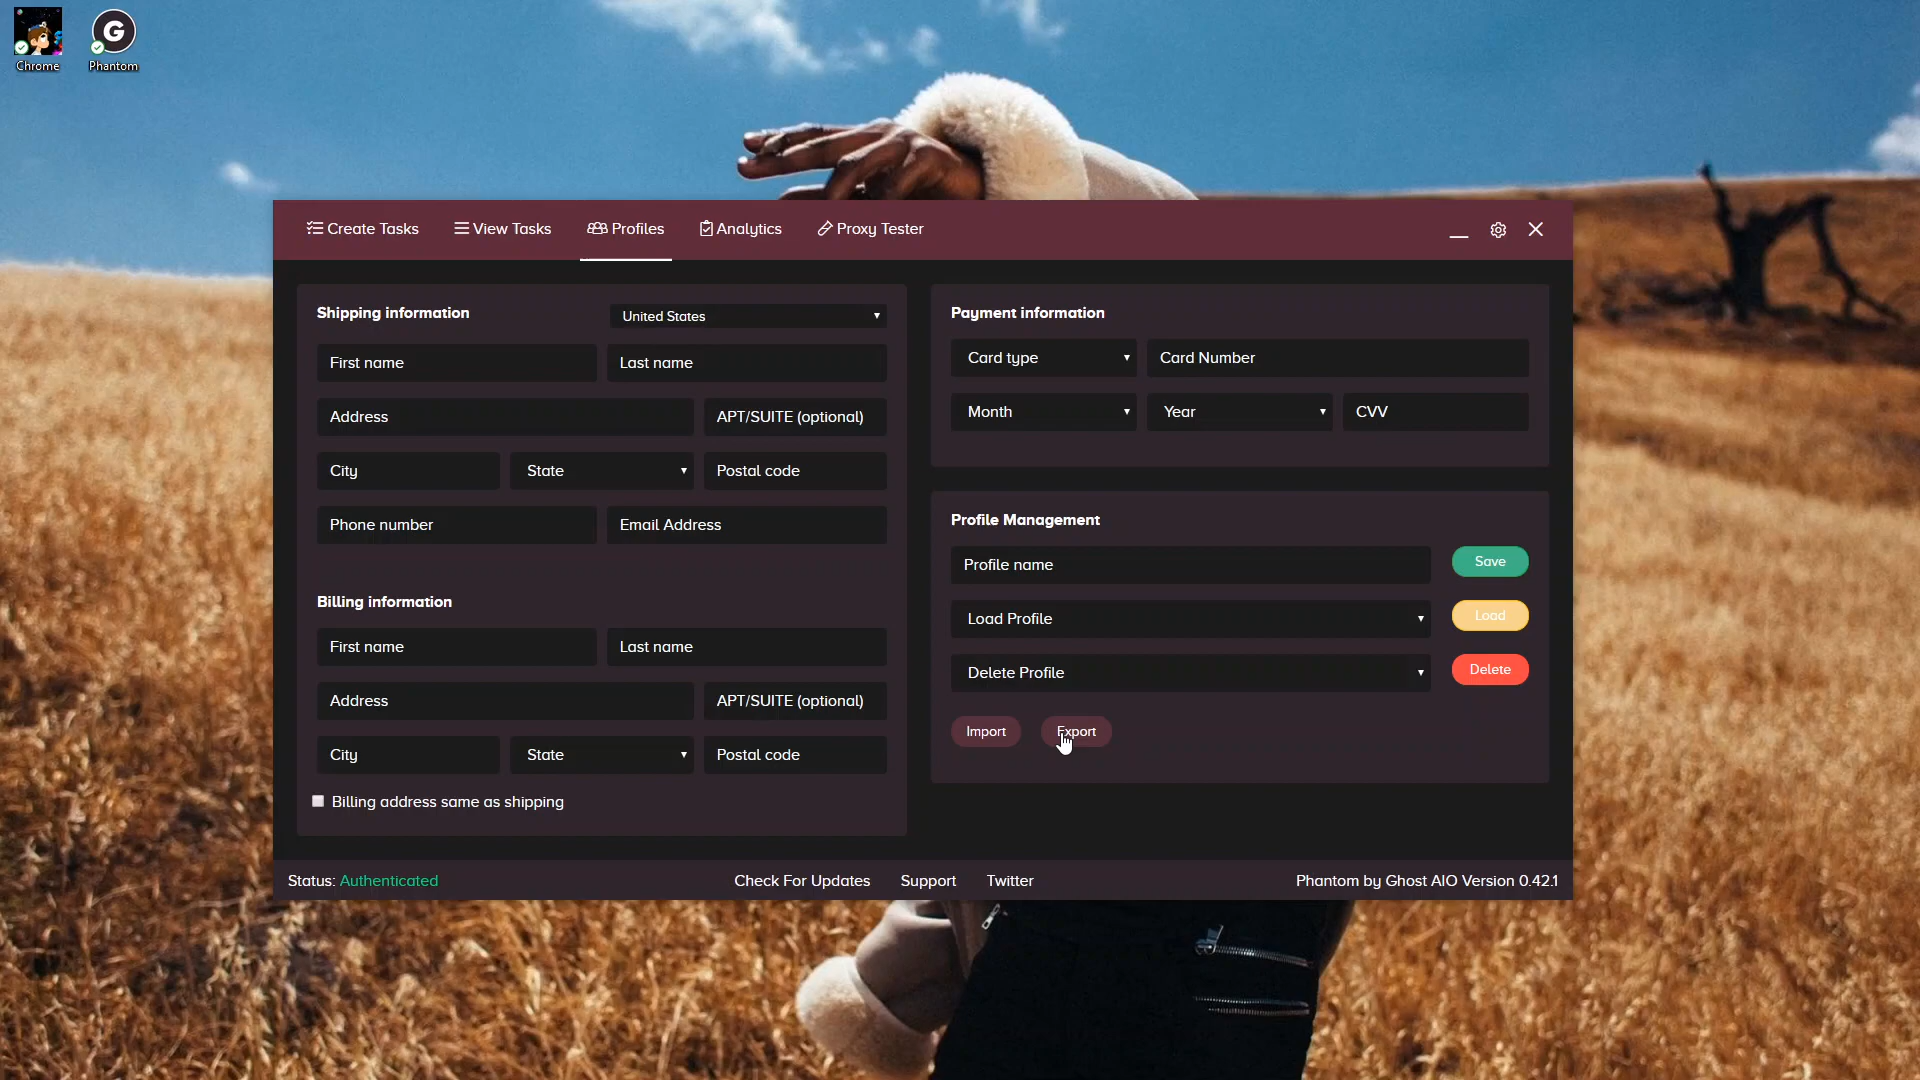 Chrome
G
Phantom
Create Tasks
View Tasks
Profiles
Analytics
Proxy Tester
Shipping information
United States
First name
Last name
Address
APT/SUITE (optional)
City
State
Postal code
Phone number
Email Address
Billing information
First name
Last name
Address
APT/SUITE (optional)
City
State
Postal code
Billing address same as shipping
Payment information
Card type
Card Number
Month
Year
CVV
Profile Management
Profile name
Save
Load Profile
Load
Delete Profile
Delete
Import
Export
Status: Authenticated
Check For Updates
Support
Twitter
Phantom by Ghost AIO Version 0.42.1